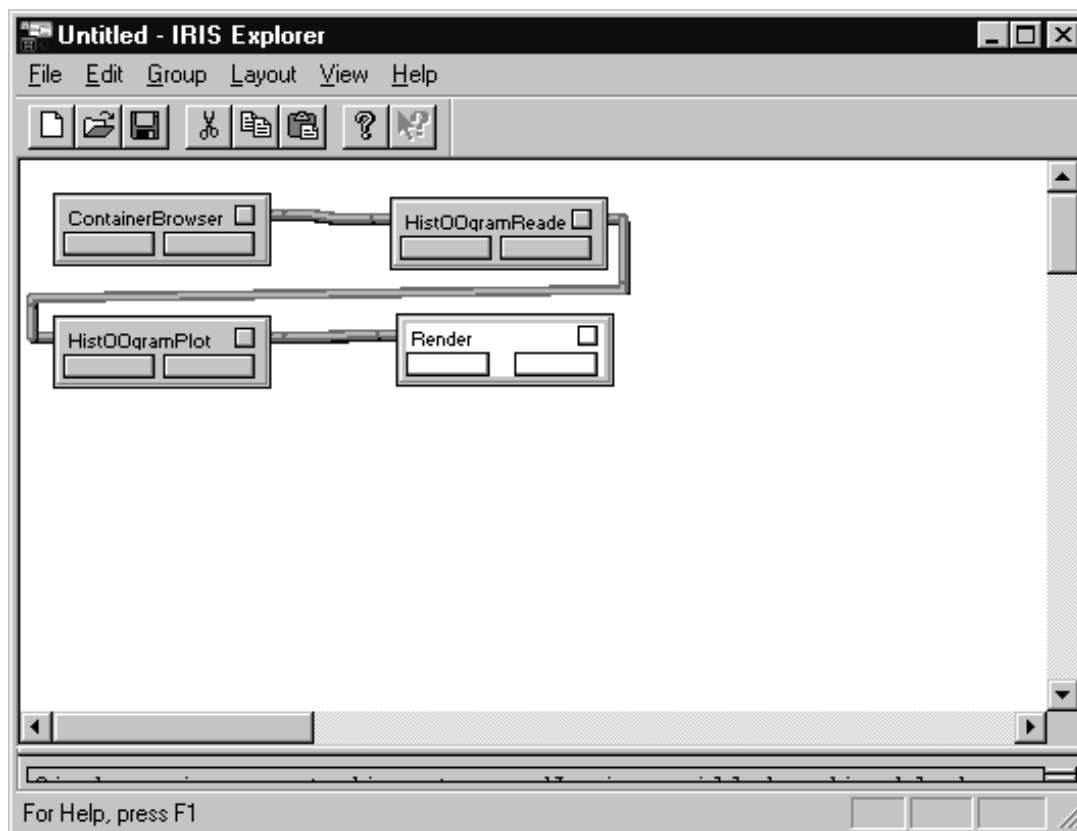 Untitled - IRIS Explorer
File Edit Group Layout View Help
ContainerBrowser
HistOOgramReade
HistOOgramPlot
Render
For Help, press F1